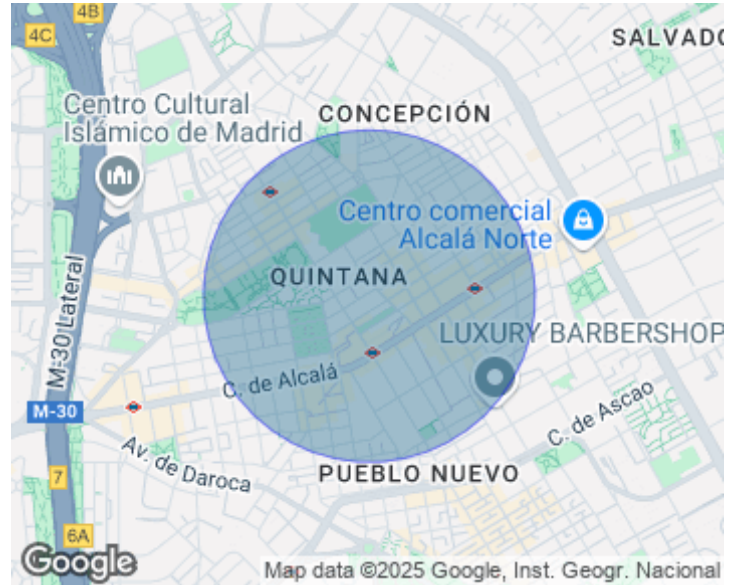 4B
4C
SALVADO
Centro Cultural
Islámico de Madrid
CONCEPCIÓN
Centro comercial
Alcalá Norte
QUINTANA
M-30 Lateral
LUXURY BARBERSHOP
C. de Alcalá
M-30
C. de Ascao
Av. de Daroca
PUEBLO NUEVO
7
6A
Google
Map data ©2025 Google, Inst. Geogr. Nacional